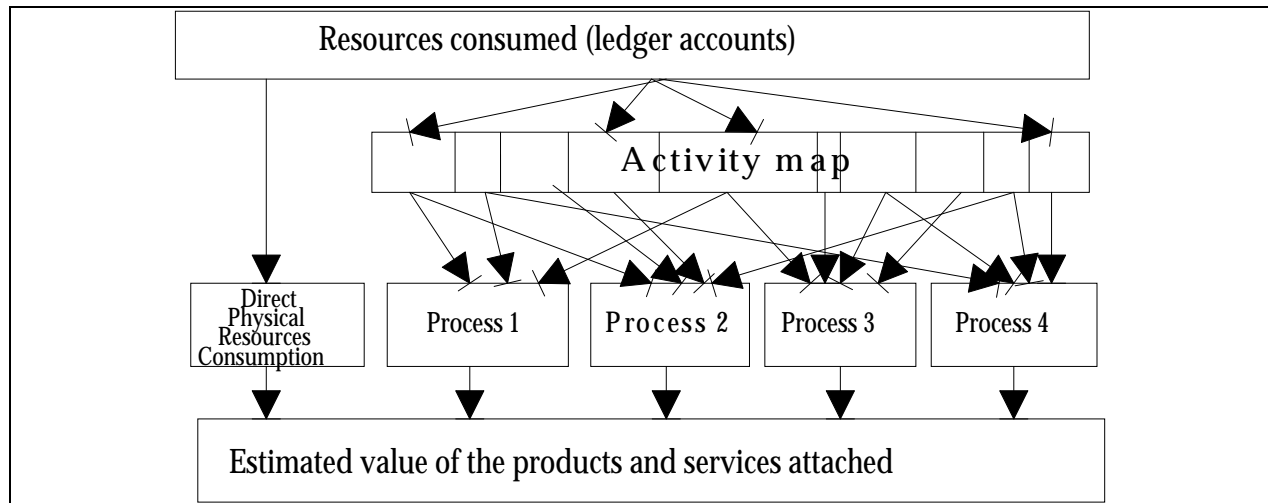 Resources consumed (ledger accounts)
Activity map
Direct
Physical
Resources
Consumption
Process 1
Process 2
Process 3
Process 4
Estimated value of the products and services attached